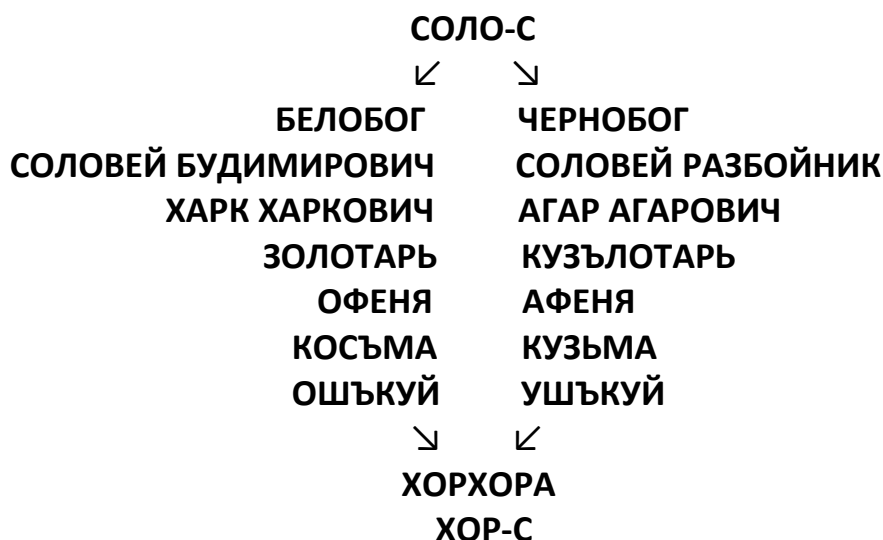 СОЛО-С
↙ ↘
БЕЛОБОГ ЧЕРНОБОГ
СОЛОВЕЙ БУДИМИРОВИЧ СОЛОВЕЙ РАЗБОЙНИК
ХАРК ХАРКОВИЧ АГАР АГАРОВИЧ
ЗОЛОТАРЬ КУЗЪЛОТАРЬ
ОФЕНЯ АФЕНЯ
КОСЪМА КУЗЬМА
ОШЪКУЙ УШЪКУЙ
↘ ↙
ХОРХОРА
ХОР-С